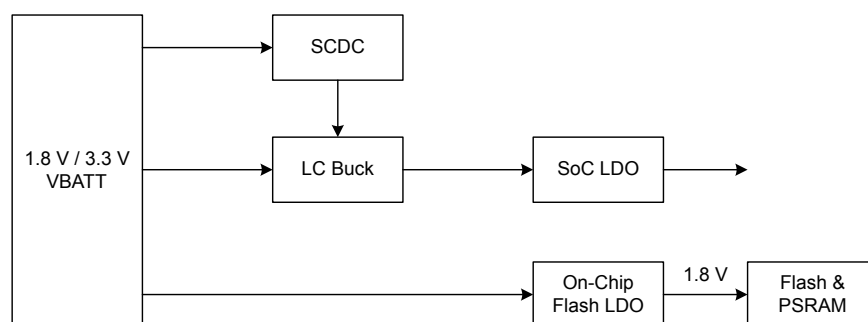 SCDC
1.8 V / 3.3 V
VBATT
LC Buck
SoC LDO
On-Chip
Flash LDO
1.8 V
Flash &
PSRAM